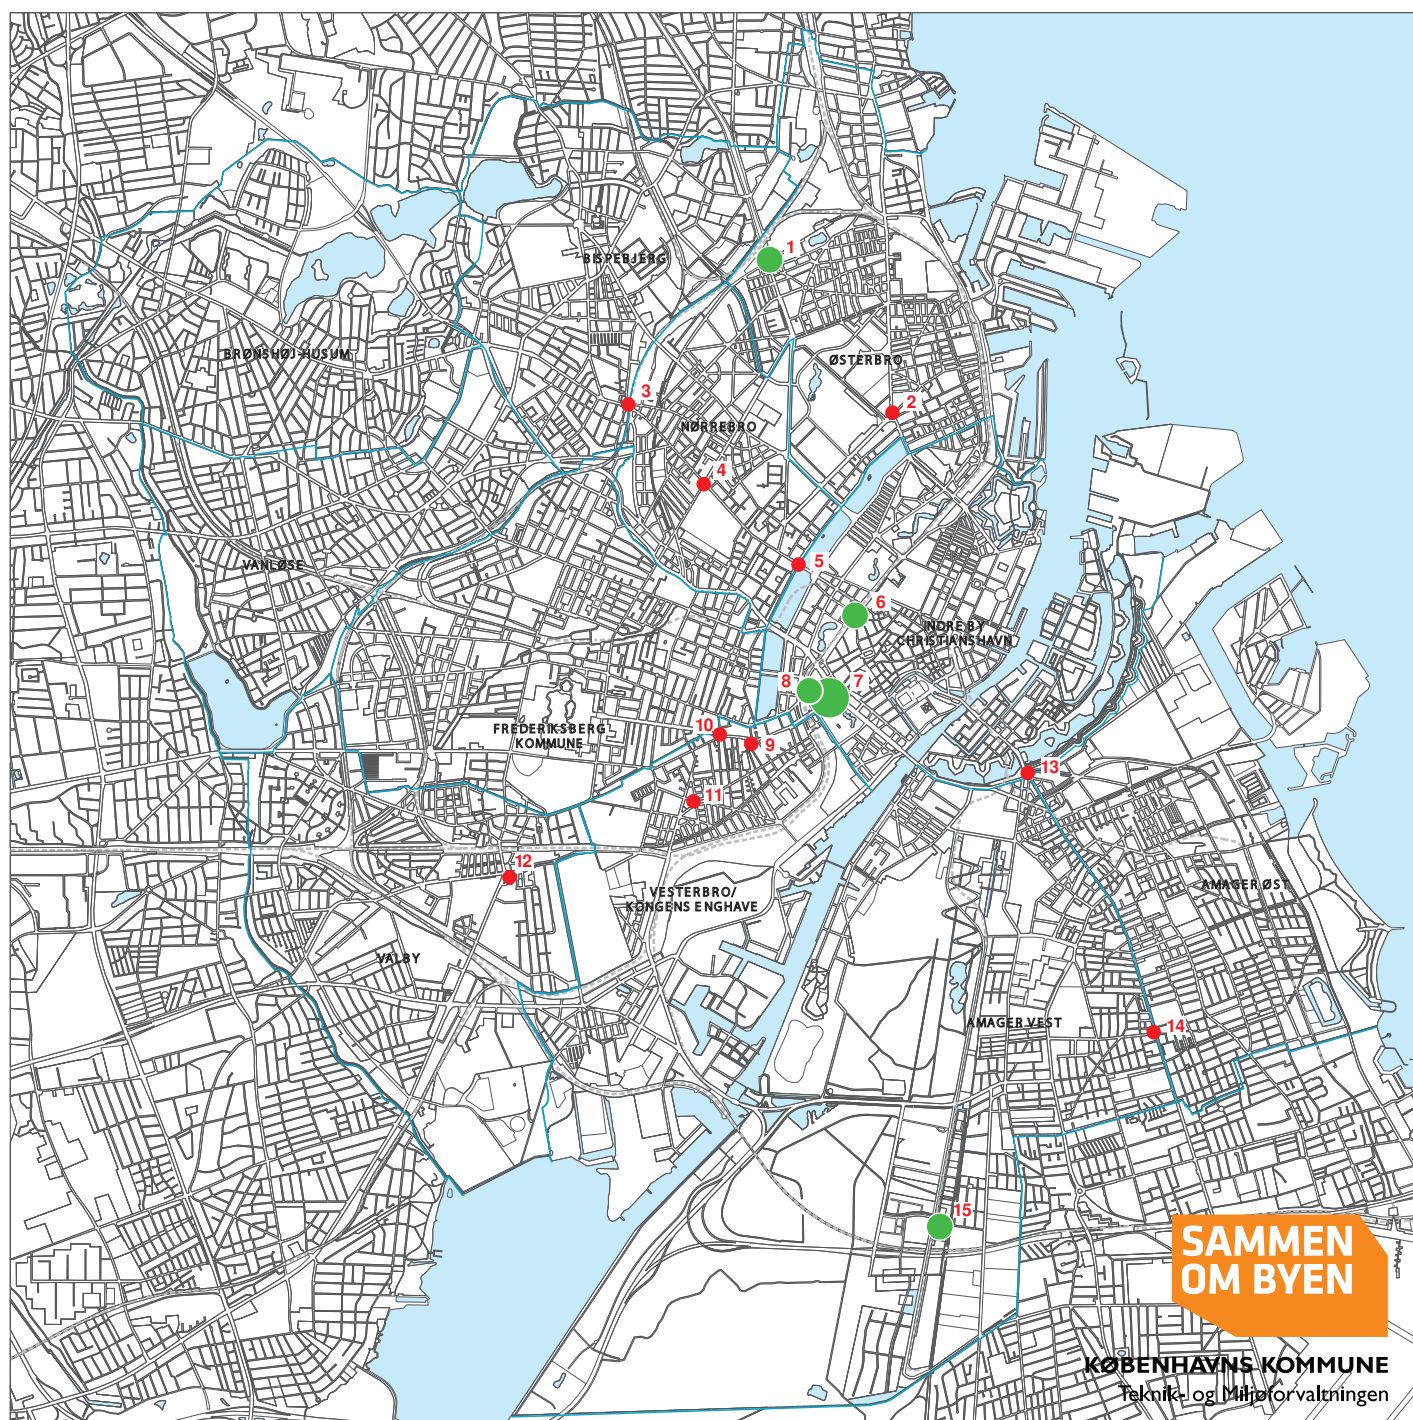 1
BISPEBJERG
BRØNSHØJ-HUSUM
ØSTERBRO
3
2
NØRREBRO
4
5
VANLØSE
6
INDRE BY
CHRISTIANSHAVN
8
7
10
FREDERIKSBERG
KOMMUNE
9
13
11
12
VESTERBRO/
KONGENS ENGHAVE
AMAGER ØST
VALBY
AMAGER VEST
14
15
SAMMEN
OM BYEN
KØBENHAVNS KOMMUNE
Teknik- og Miljøforvaltningen